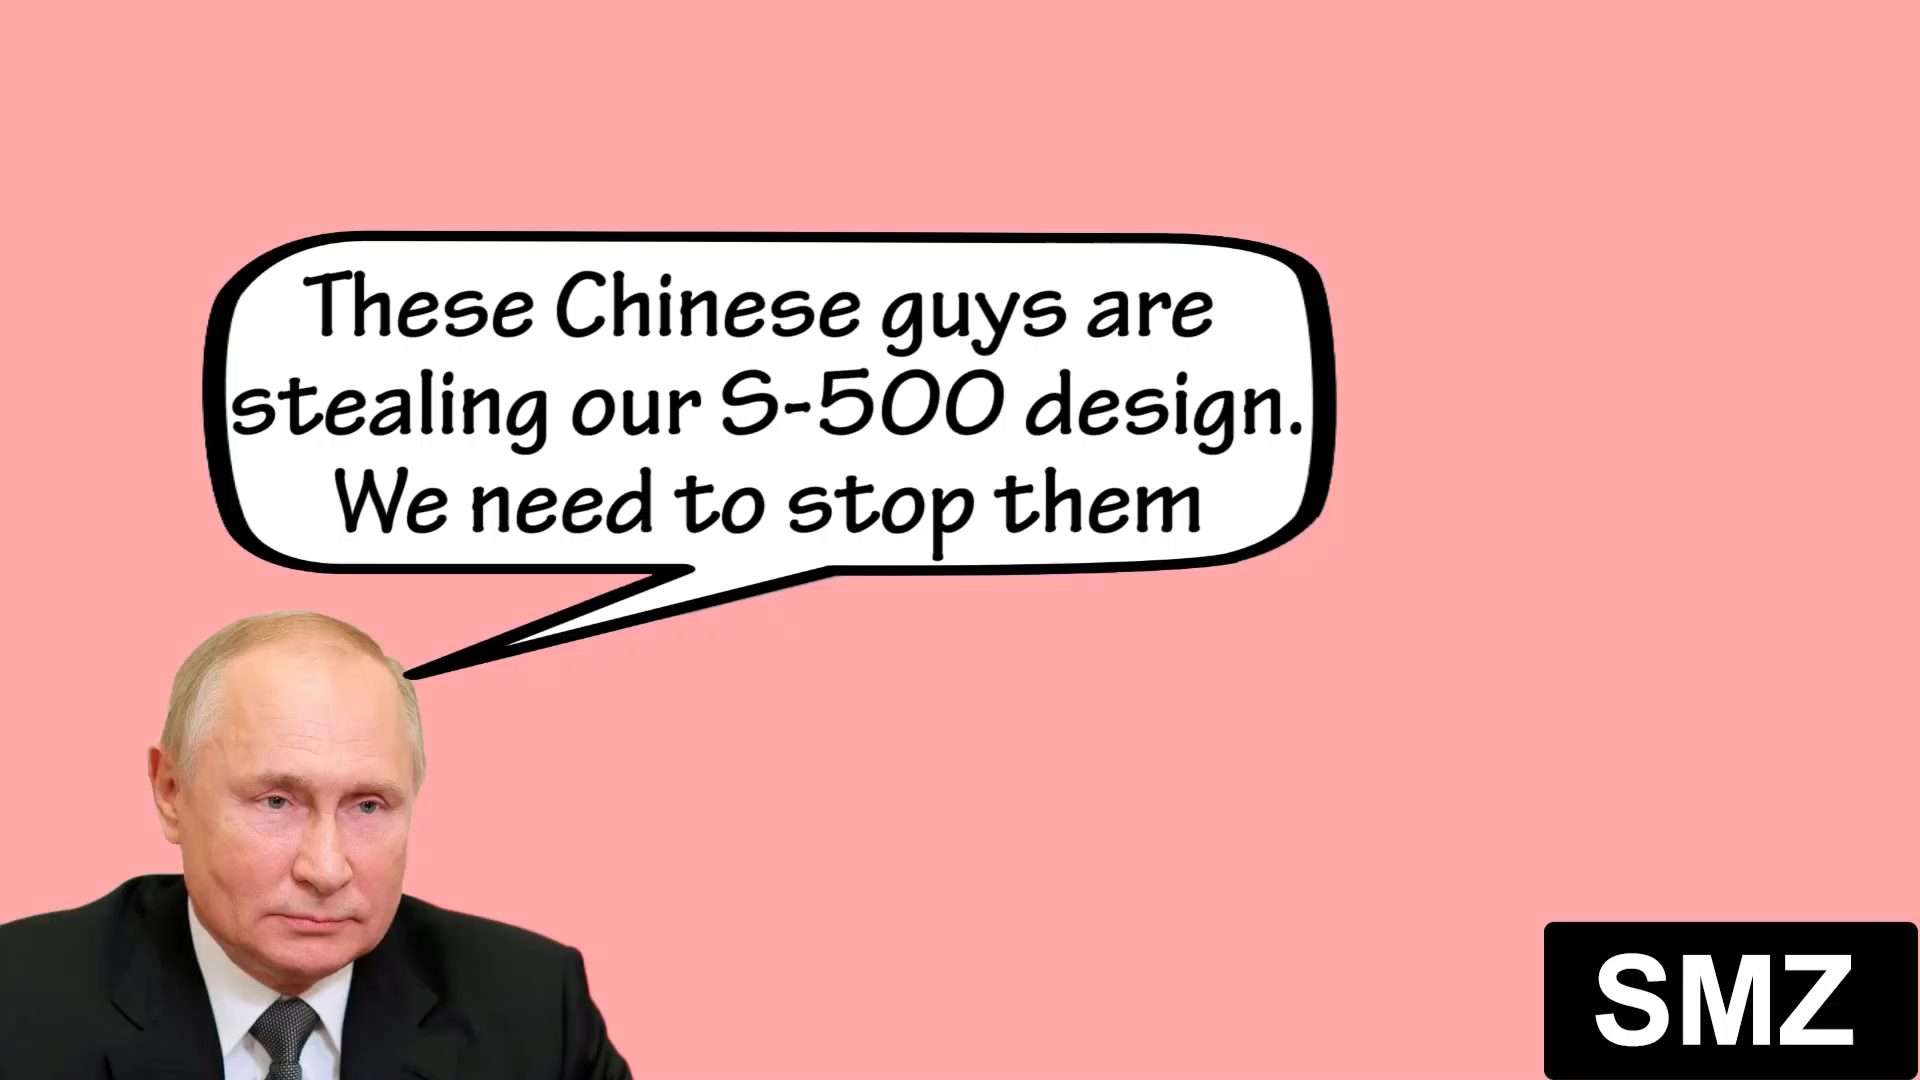 These Chinese guys are
stealing our S-500 design.
We need to stop them
SMZ